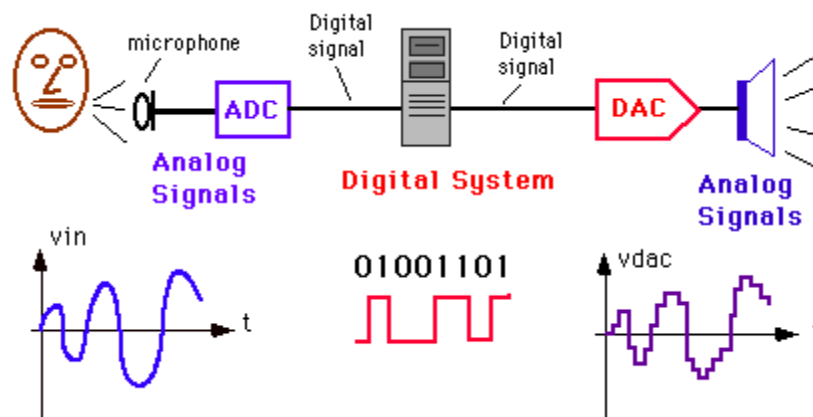 microphone
Digital
signal
Digital
signal
ADC
DAC
Analog
Signals
Digital System
Analog
Signals
vin
t
01001101
vdac